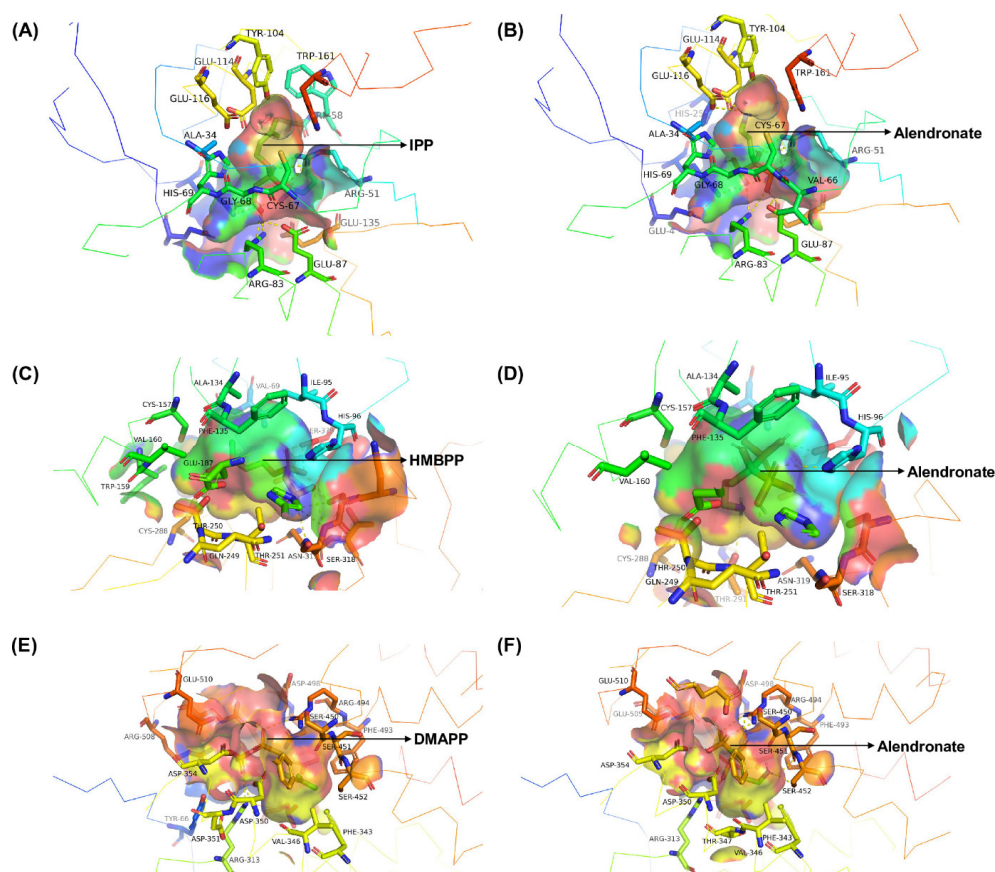 (A)
TYR-104
GLU-114
TRP-161
GLU-116
ALA-34
IPP
HIS-69
GLY-68
CYS-67
ARG-51
GLU-135
GLU-87
ARG-83
(B)
TYR-104
GLU-114
TRP-161
GLU-116
CYS-67
ALA-34
Alendronate
ARG-51
HIS-69
GLY-68
VAL-66
GLU-4
GLU-87
ARG-83
(C)
ALA-134
VAL-69
ILE-95
CYS-157
HIS-96
PHE-135
VAL-160
GLU-187
HMBPP
TRP-159
THR-250
CYS-288
GLN-249
THR-251
SER-318
(D)
ALA-134
ILE-95
CYS-157
HIS-96
PHE-135
VAL-160
Alendronate
CYS-288
THR-250
ASN-319
GLN-249
THR-251
SER-318
THR-291
(E)
GLU-510
ASP-498
ARG-494
SER-450
PHE-493
ARG-508
SER-451
DMAPP
ASP-354
SER-452
TYR-66
ASP-350
ASP-351
PHE-343
VAL-346
ARG-313
(F)
GLU-510
ASP-498
ARG-494
GLU-505
SER-450
PHE-493
SER-451
Alendronate
ASP-354
SER-452
ASP-350
ARG-313
THR-347
PHE-343
VAL-346